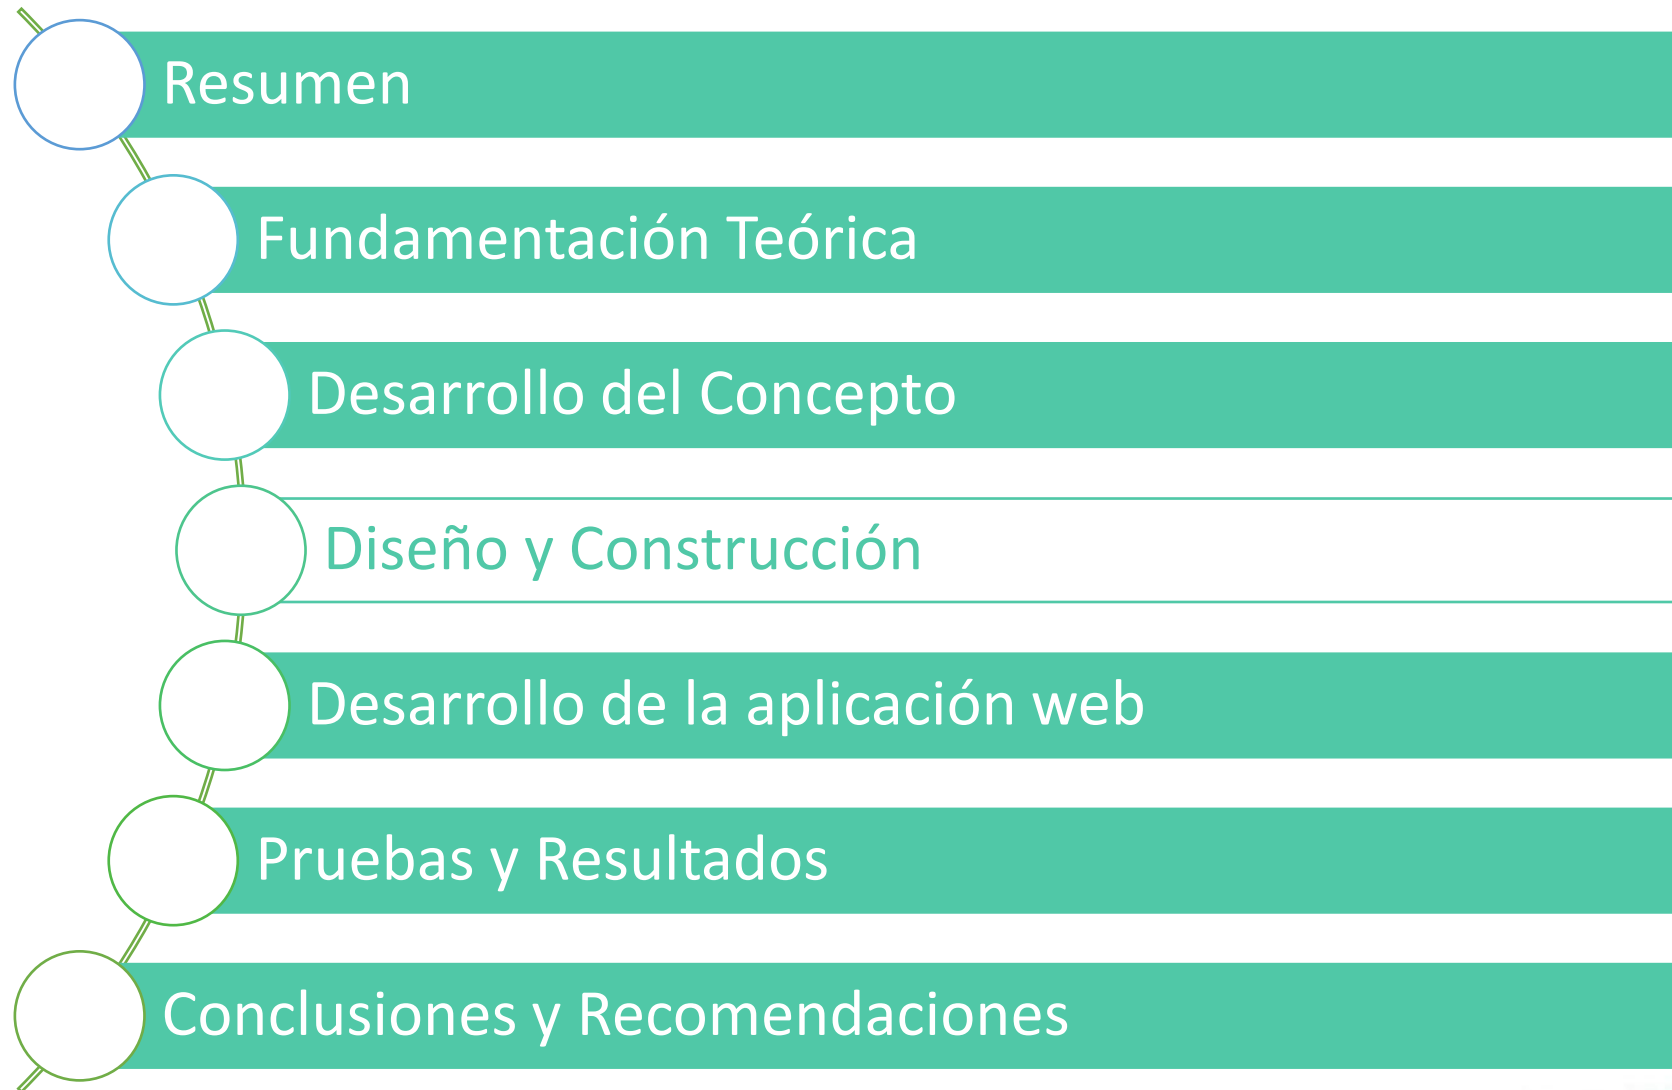 Resumen
Fundamentación Teórica
Desarrollo del Concepto
Diseño y Construcción
Desarrollo de la aplicación web
Pruebas y Resultados
Conclusiones y Recomendaciones